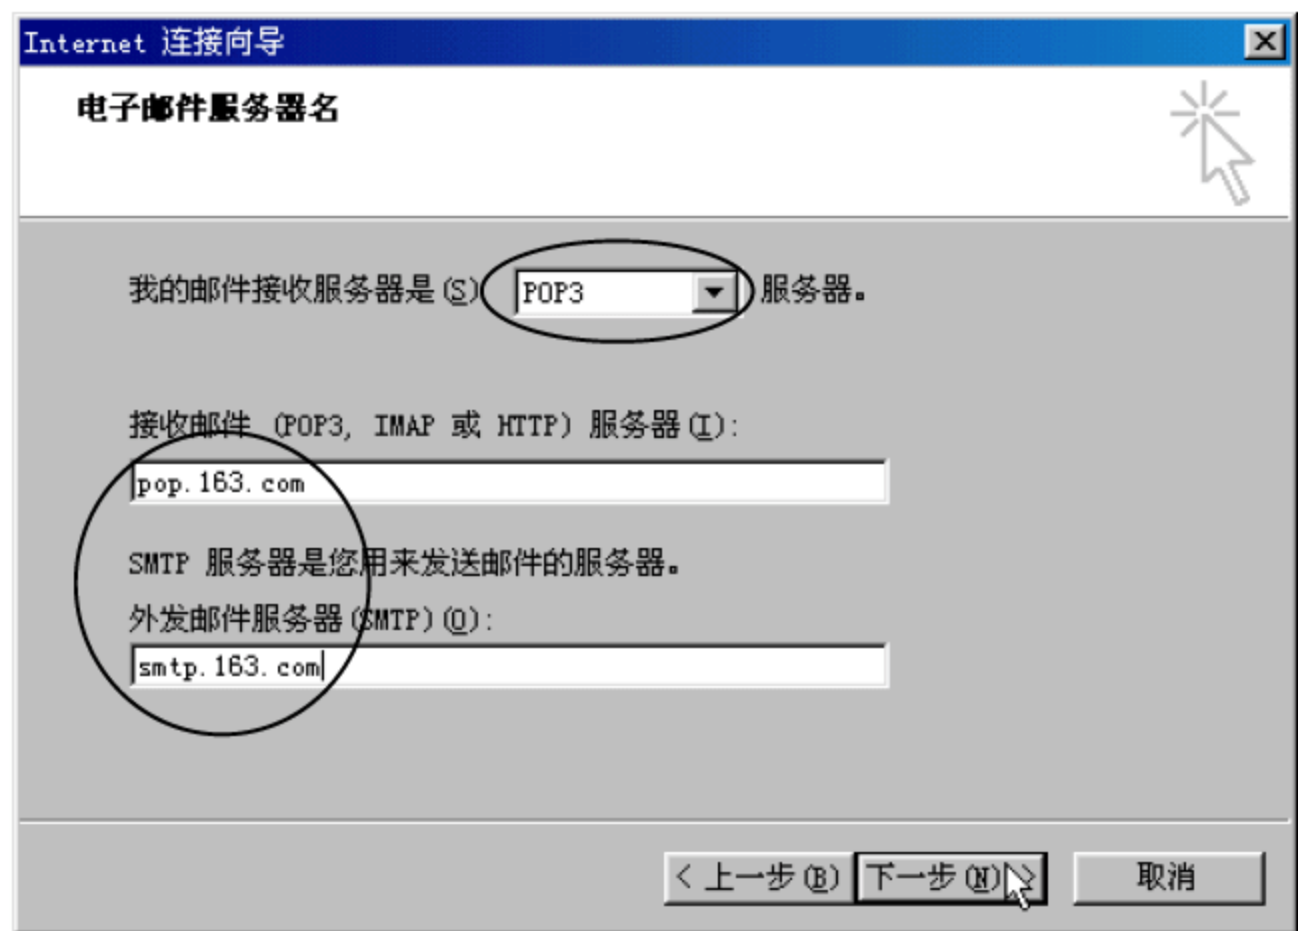 Internet 连接向导
电子邮件服务器名
我的邮件接收服务器是(S) POP3 服务器。
接收邮件 (POP3, IMAP 或 HTTP) 服务器(I):
pop.163.com
SMTP 服务器是您用来发送邮件的服务器。
外发邮件服务器(SMTP)(O):
smtp.163.com
< 上一步(B) 下一步(N) > 取消